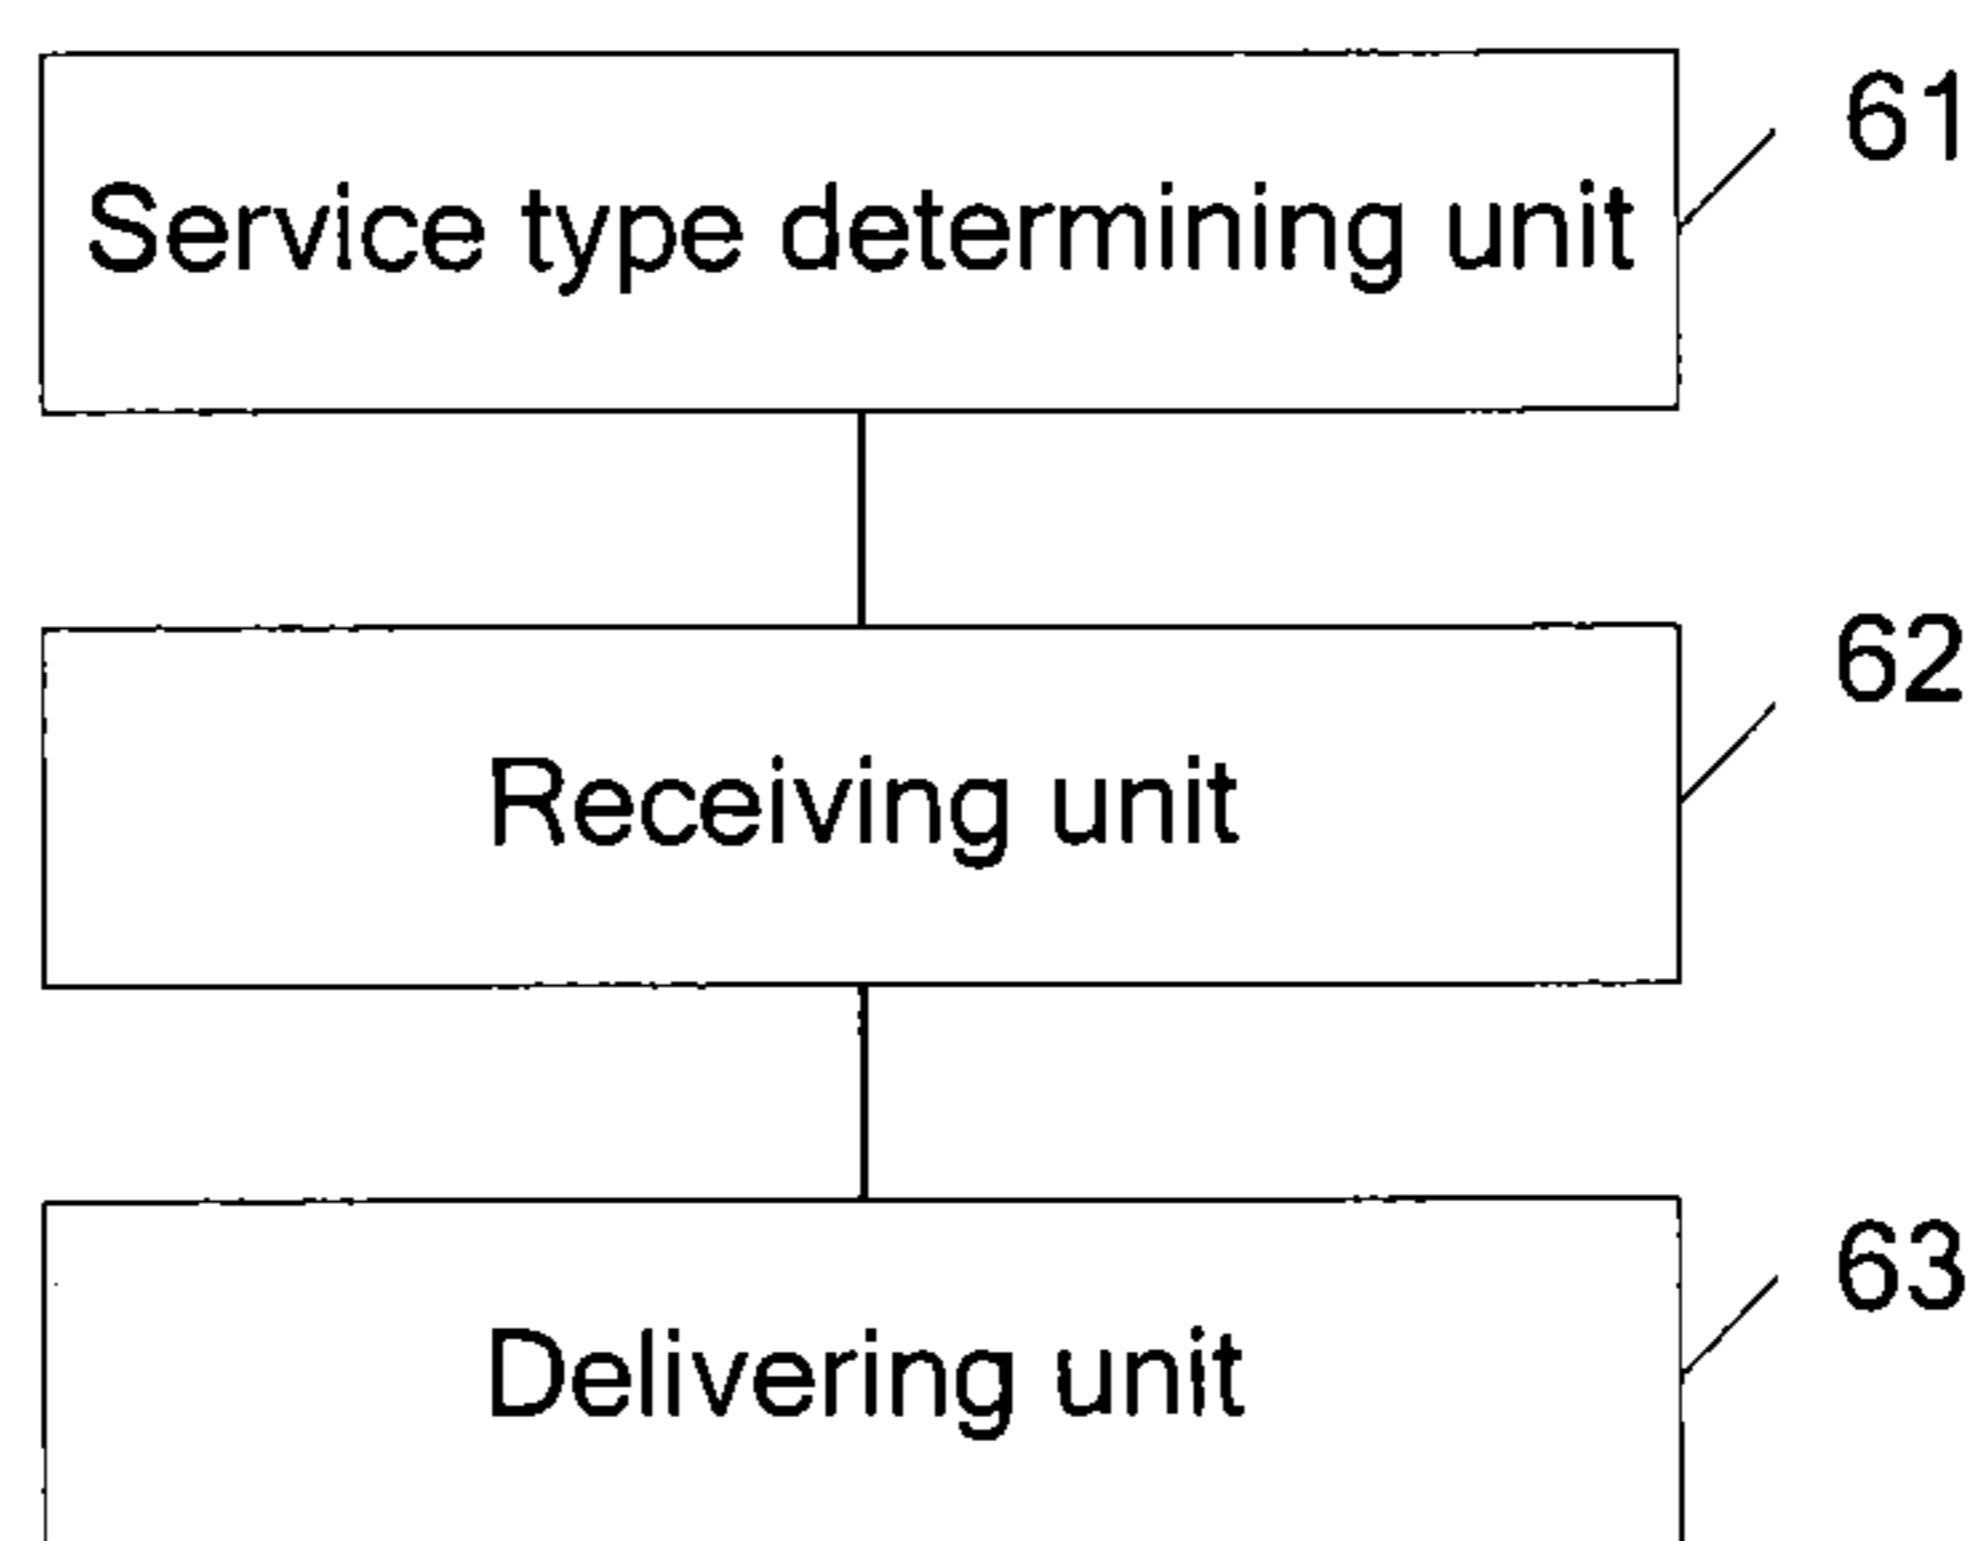 61
Service type determining unit
62
Receiving unit
63
Delivering unit